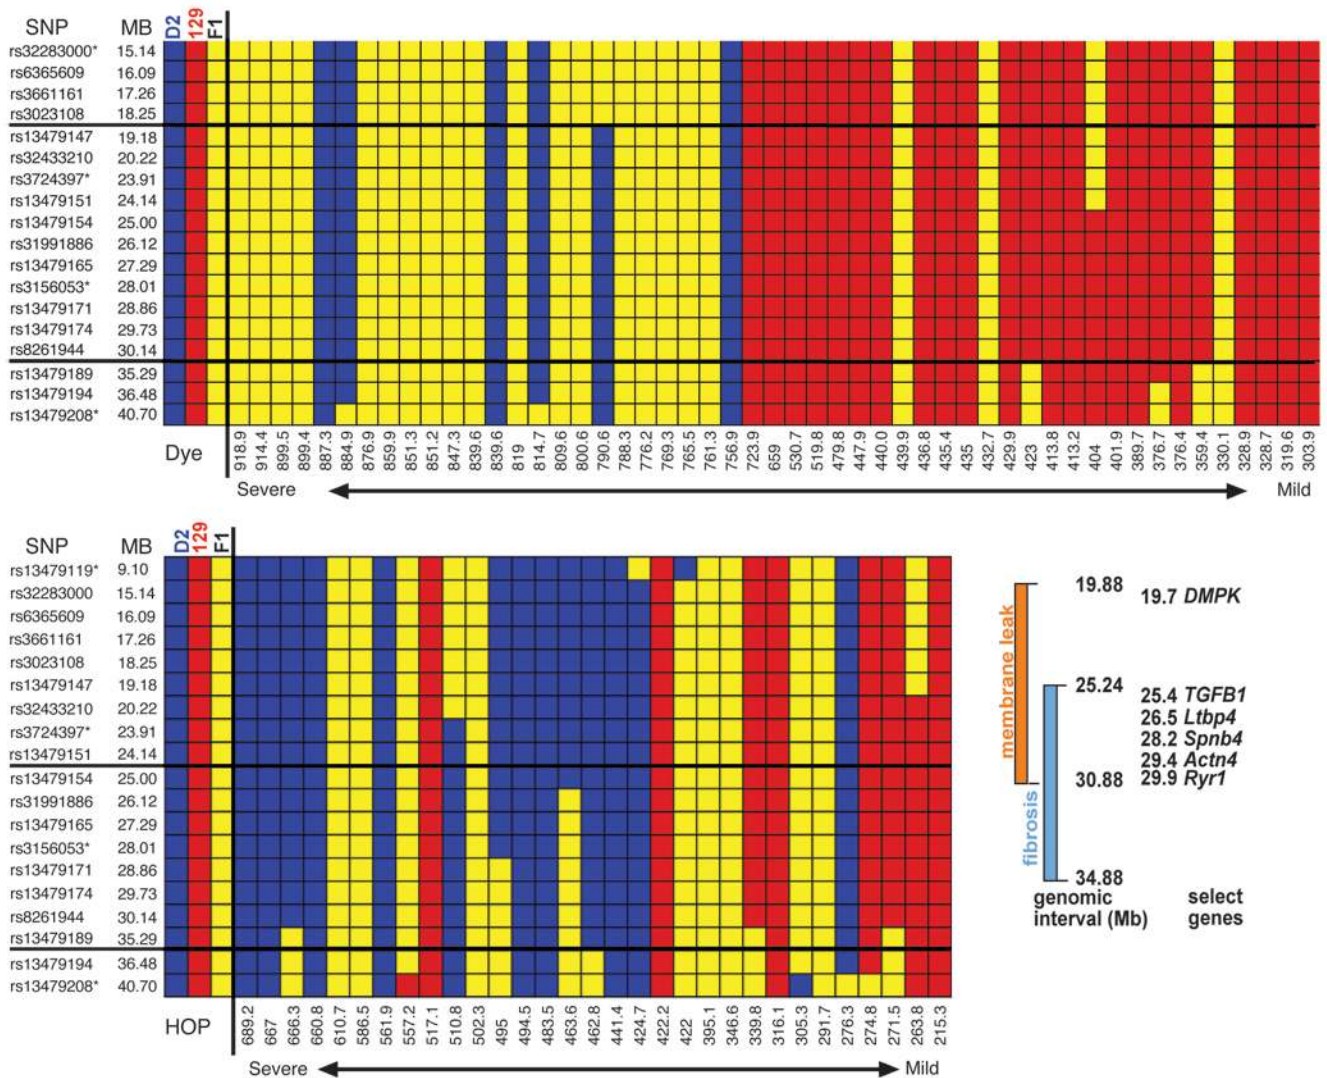 SNP MB D2 129 F1
rs32283000* 15.14
rs6365609 16.09
rs3661161 17.26
rs3023108 18.25
rs13479147 19.18
rs32433210 20.22
rs3724397* 23.91
rs13479151 24.14
rs13479154 25.00
rs31991886 26.12
rs13479165 27.29
rs3156053* 28.01
rs13479171 28.86
rs13479174 29.73
rs8261944 30.14
rs13479189 35.29
rs13479194 36.48
rs13479208* 40.70
Dye 918.9 914.4 899.5 899.4 887.3 884.9 876.9 859.9 851.3 851.2 847.3 839.6 839.6 819 814.7 809.6 800.6 790.6 788.3 776.2 769.3 765.5 761.3 756.9 723.9 659 530.7 519.8 479.8 447.9 440.0 439.9 436.8 435.4 435 432.7 429.9 423 413.8 413.2 404 401.9 389.7 376.7 376.4 359.4 330.1 328.9 328.7 319.6 303.9
Severe Mild
SNP MB D2 129 F1
rs13479119* 9.10
rs32283000 15.14
rs6365609 16.09
rs3661161 17.26
rs3023108 18.25
rs13479147 19.18
rs32433210 20.22
rs3724397* 23.91
rs13479151 24.14
rs13479154 25.00
rs31991886 26.12
rs13479165 27.29
rs3156053* 28.01
rs13479171 28.86
rs13479174 29.73
rs8261944 30.14
rs13479189 35.29
rs13479194 36.48
rs13479208* 40.70
HOP 689.2 667 666.3 660.8 610.7 586.5 561.9 557.2 517.1 510.8 502.3 495 494.5 483.5 463.6 462.8 441.4 424.7 422.2 422 395.1 346.6 339.8 316.1 305.3 291.7 276.3 274.8 271.5 263.8 215.3
Severe Mild
membrane leak
fibrosis
19.88
25.24
30.88
34.88
genomic
interval (Mb)
19.7 DMPK
25.4 TGFB1
26.5 Ltbp4
28.2 Spnb4
29.4 Actn4
29.9 Ryr1
select
genes